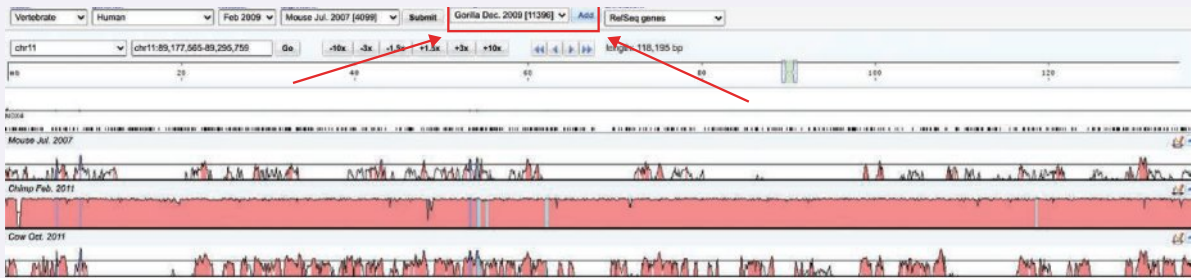 Vertebrate Human Feb 2009 Mouse Jul. 2007 [4099] Submit Gorilla Dec. 2009 [11396] Add RefSeq genes
chr11 chr11:89,177,565-89,295,759 Go -10x -3x -1.5x +1.5x +3x +10x length: 118,195 bp
20 40 60 80 100 120
Mouse Jul. 2007
Chimp Feb. 2011
Cow Oct. 2011